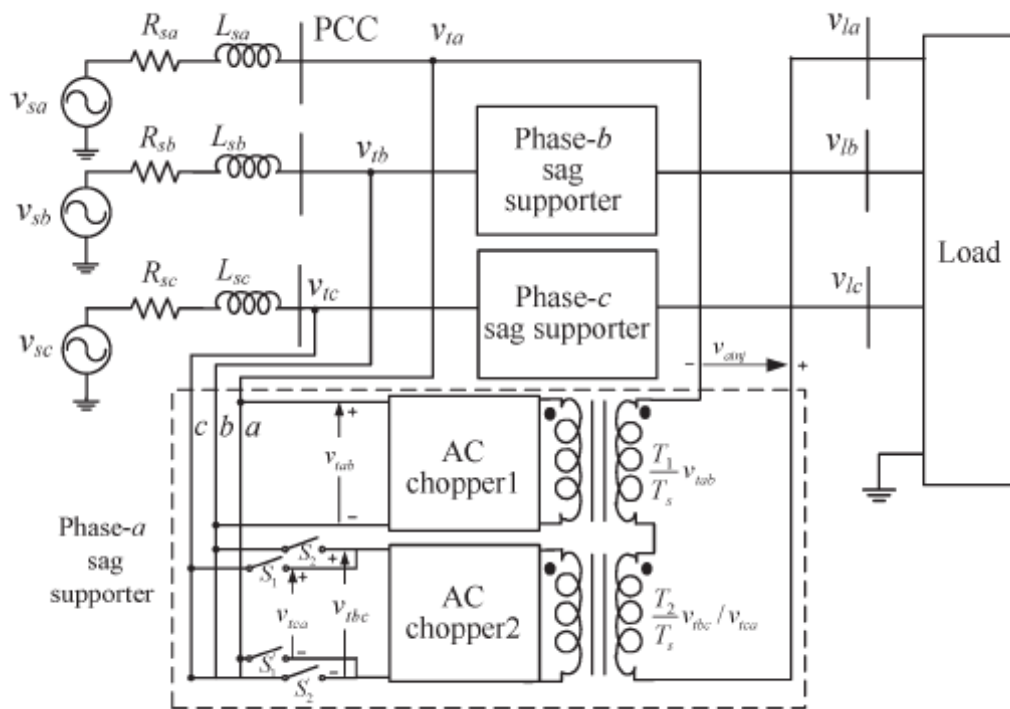 R_sa L_sa PCC v_ta v_la
v_sa
R_sb L_sb v_tb v_lb
Phase-b
sag
supporter
v_sb
Load
R_sc L_sc v_tc v_lc
Phase-c
sag supporter
v_sc
− v_ainj +
c b a
+
v_tab
−
AC
chopper1
T_1/T_s v_tab
Phase-a
sag
supporter
S_2 +
S_1 +
v_tca v_tbc
AC
chopper2
T_2/T_s v_tbc / v_tca
S'_1 −
S'_2 −